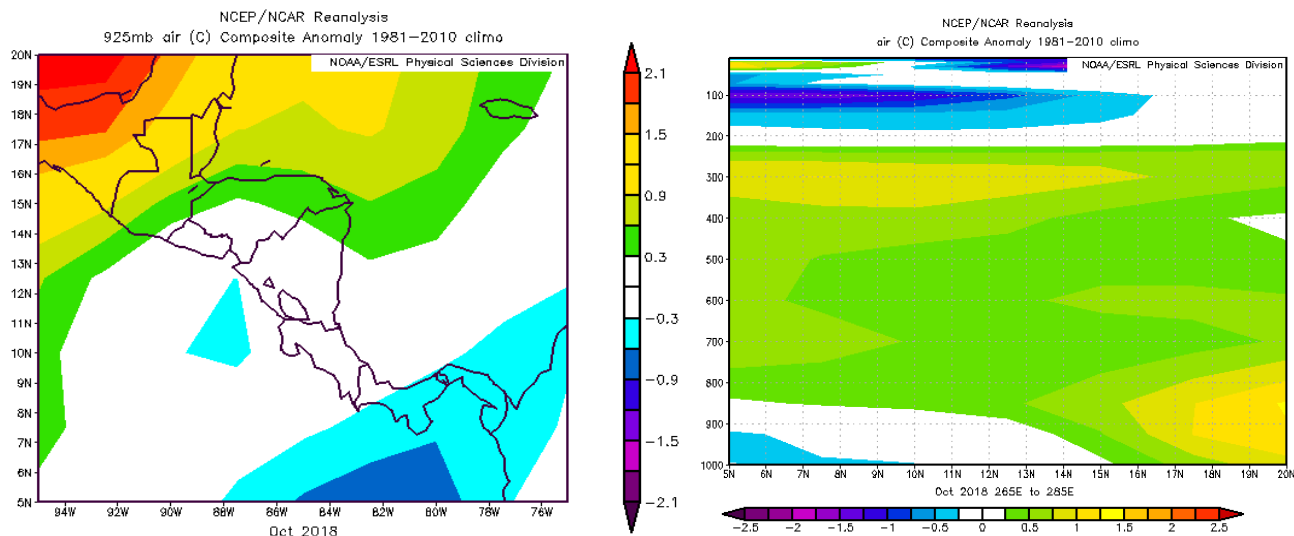 NCEP/NCAR Reanalysis
925mb air (C) Composite Anomaly 1981-2010 climo
NOAA/ESRL Physical Sciences Division
20N
19N
18N
17N
16N
15N
14N
13N
12N
11N
10N
9N
8N
7N
6N
5N
94W 92W 90W 88W 86W 84W 82W 80W 78W 76W
Oct 2018
2.1
1.5
0.9
0.3
-0.3
-0.9
-1.5
-2.1
NCEP/NCAR Reanalysis
air (C) Composite Anomaly 1981-2010 climo
NOAA/ESRL Physical Sciences Division
100
200
300
400
500
600
700
800
900
1000
5N 6N 7N 8N 9N 10N 11N 12N 13N 14N 15N 16N 17N 18N 19N 20N
Oct 2018 265E to 285E
-2.5 -2 -1.5 -1 -0.5 0 0.5 1 1.5 2 2.5